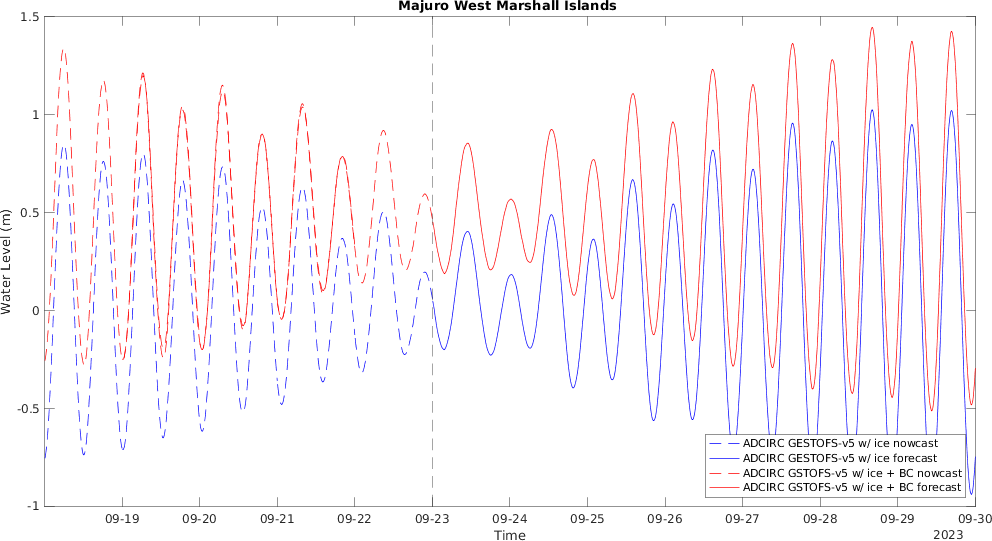 Majuro West Marshall Islands
1.5
1
0.5
0
-0.5
-1
Water Level (m)
ADCIRC GESTOFS-v5 w/ ice nowcast
ADCIRC GESTOFS-v5 w/ ice forecast
ADCIRC GSTOFS-v5 w/ ice + BC nowcast
ADCIRC GSTOFS-v5 w/ ice + BC forecast
09-19 09-20 09-21 09-22 09-23 09-24 09-25 09-26 09-27 09-28 09-29 09-30
Time
2023